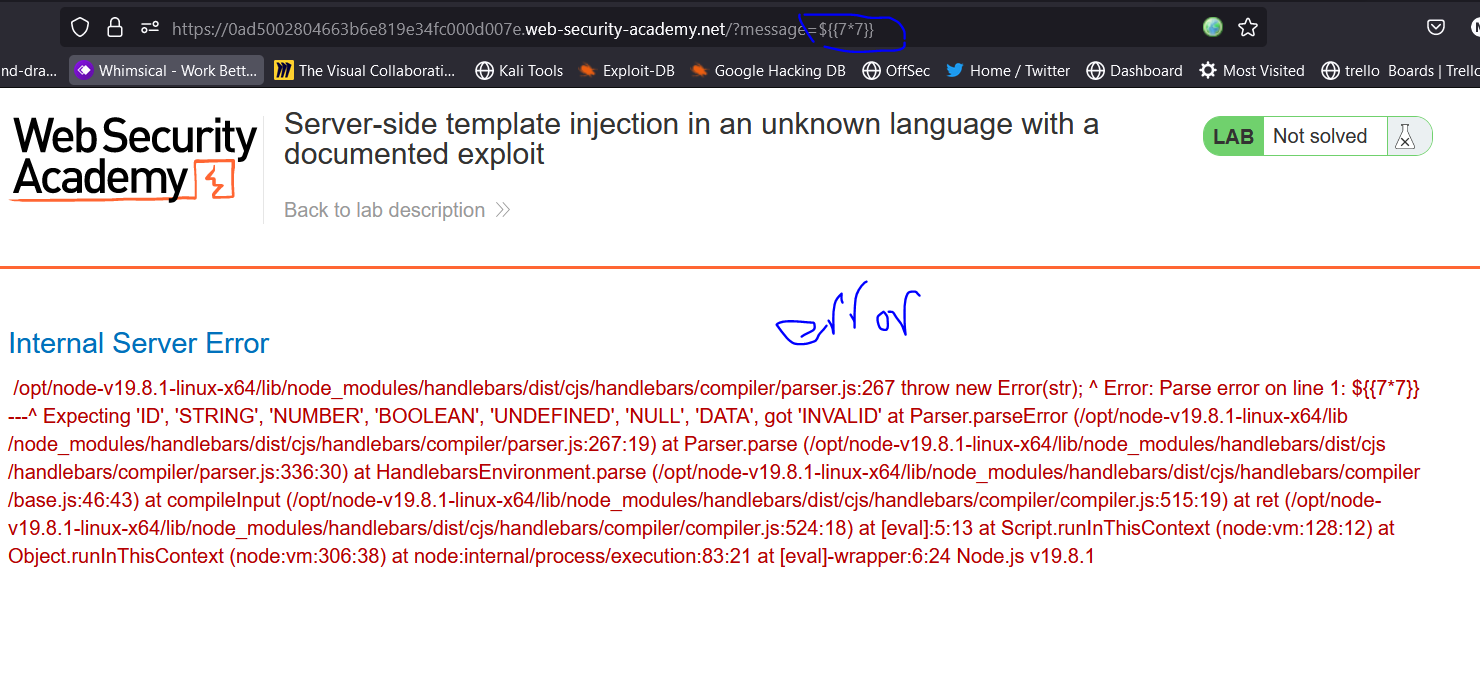 https://0ad5002804663b6e819e34fc000d007e.web-security-academy.net/?message=${{7*7}}
nd-dra... Whimsical - Work Bett... The Visual Collaborati... Kali Tools Exploit-DB Google Hacking DB OffSec Home / Twitter Dashboard Most Visited trello Boards | Trello
Web Security
Academy
Server-side template injection in an unknown language with a
documented exploit
LAB Not solved
Back to lab description
error
Internal Server Error
/opt/node-v19.8.1-linux-x64/lib/node_modules/handlebars/dist/cjs/handlebars/compiler/parser.js:267 throw new Error(str); ^ Error: Parse error on line 1: ${{7*7}}
---^ Expecting 'ID', 'STRING', 'NUMBER', 'BOOLEAN', 'UNDEFINED', 'NULL', 'DATA', got 'INVALID' at Parser.parseError (/opt/node-v19.8.1-linux-x64/lib
/node_modules/handlebars/dist/cjs/handlebars/compiler/parser.js:267:19) at Parser.parse (/opt/node-v19.8.1-linux-x64/lib/node_modules/handlebars/dist/cjs
/handlebars/compiler/parser.js:336:30) at HandlebarsEnvironment.parse (/opt/node-v19.8.1-linux-x64/lib/node_modules/handlebars/dist/cjs/handlebars/compiler
/base.js:46:43) at compileInput (/opt/node-v19.8.1-linux-x64/lib/node_modules/handlebars/dist/cjs/handlebars/compiler/compiler.js:515:19) at ret (/opt/node-
v19.8.1-linux-x64/lib/node_modules/handlebars/dist/cjs/handlebars/compiler/compiler.js:524:18) at [eval]:5:13 at Script.runInThisContext (node:vm:128:12) at
Object.runInThisContext (node:vm:306:38) at node:internal/process/execution:83:21 at [eval]-wrapper:6:24 Node.js v19.8.1